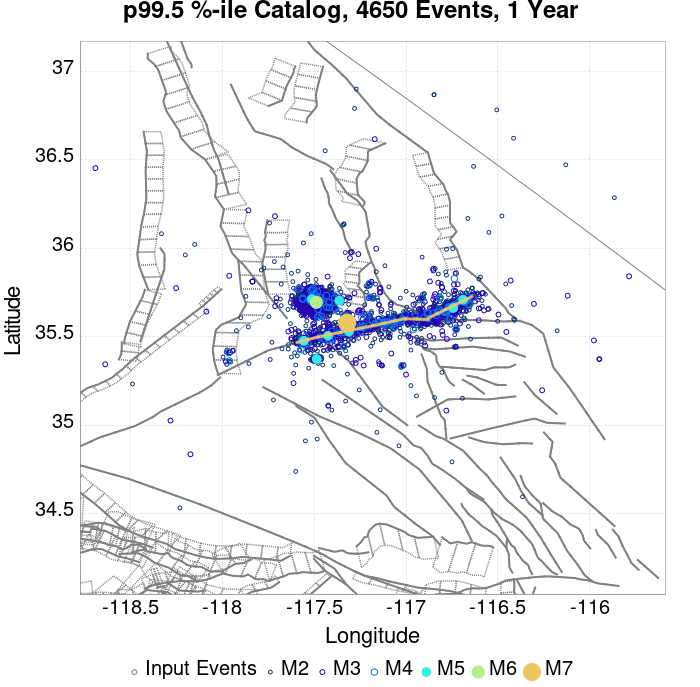 p99.5 %-ile Catalog, 4650 Events, 1 Year
37
36.5
36
35.5
35
34.5
Latitude
-118.5 -118 -117.5 -117 -116.5 -116
Longitude
Input Events M2 M3 M4 M5 M6 M7